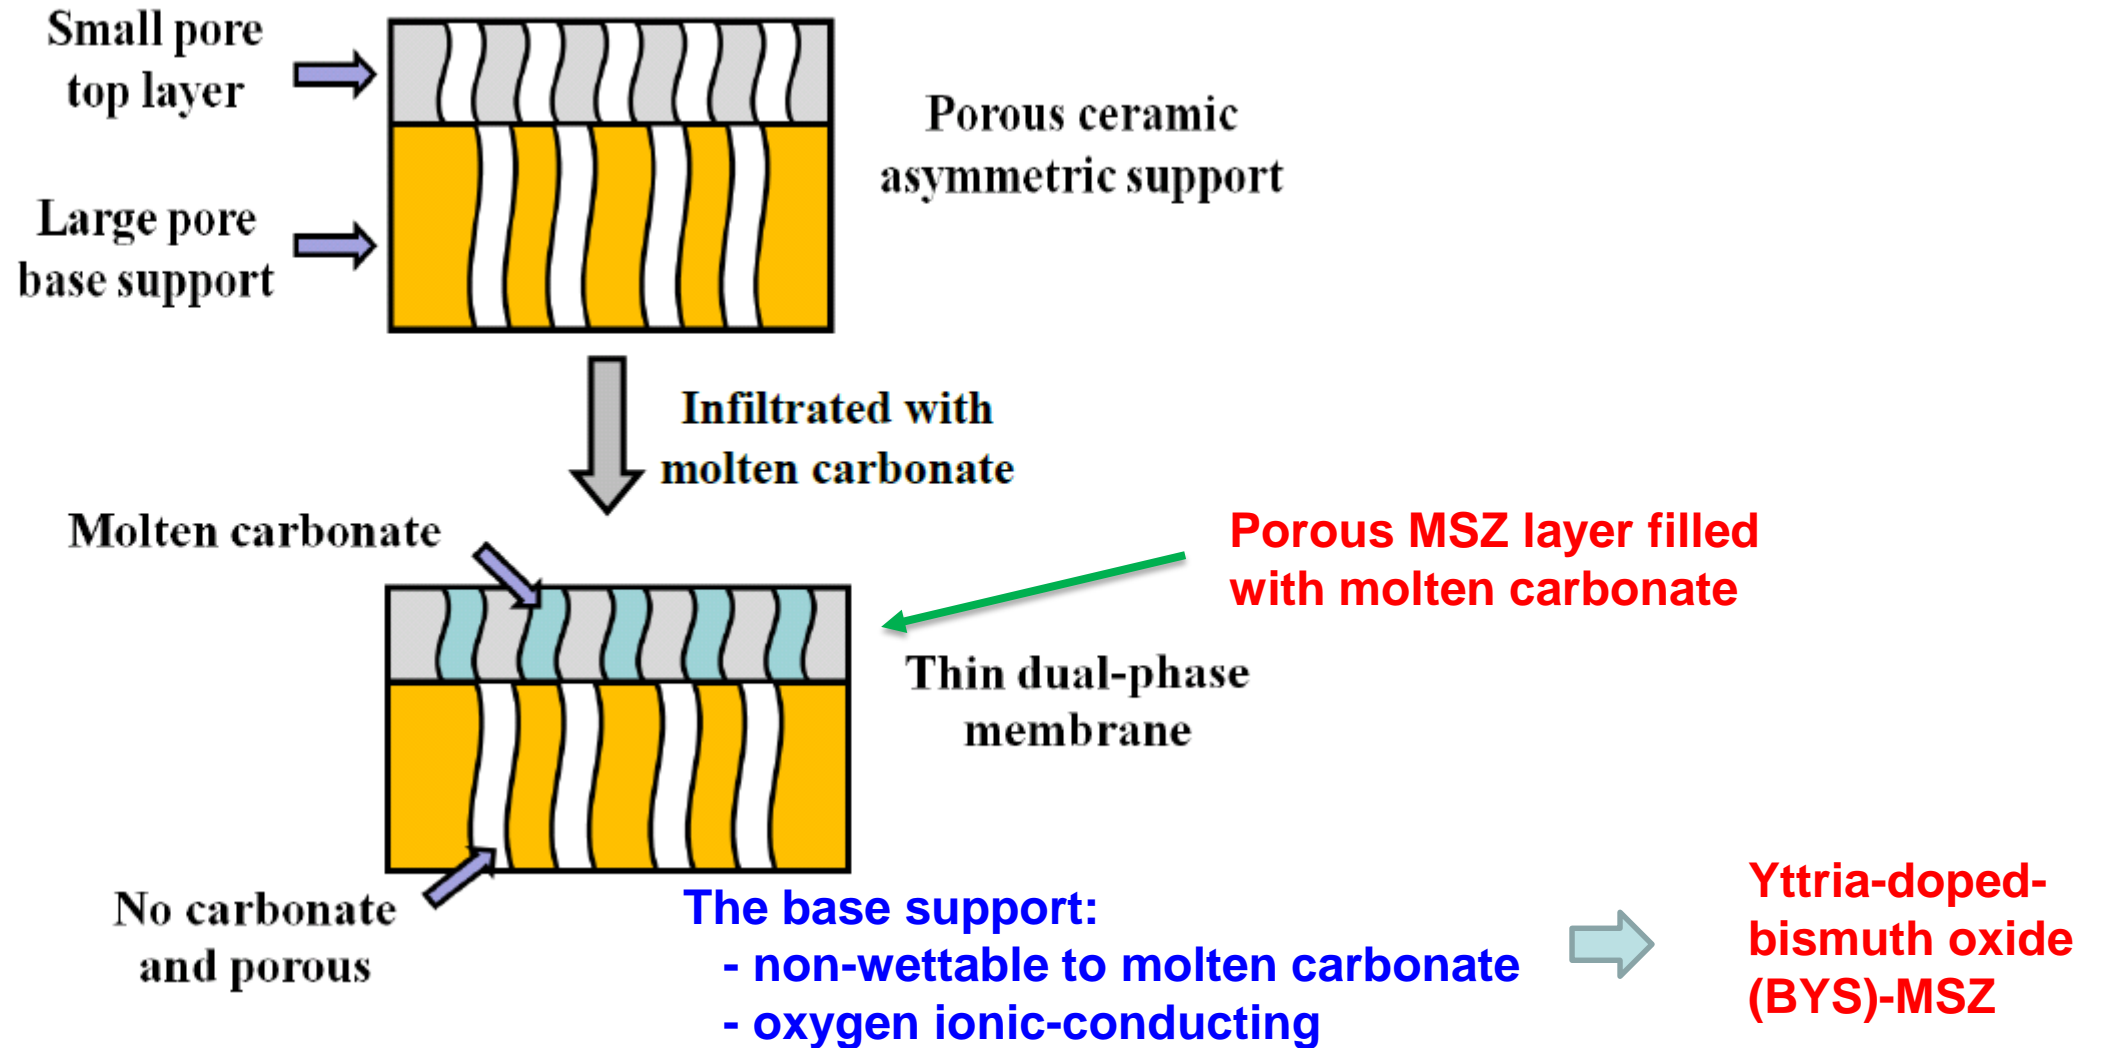 Small pore
top layer
Porous ceramic
asymmetric support
Large pore
base support
Infiltrated with
molten carbonate
Molten carbonate
Porous MSZ layer filled
with molten carbonate
Thin dual-phase
membrane
No carbonate
and porous
The base support:
- non-wettable to molten carbonate
- oxygen ionic-conducting
Yttria-doped-
bismuth oxide
(BYS)-MSZ